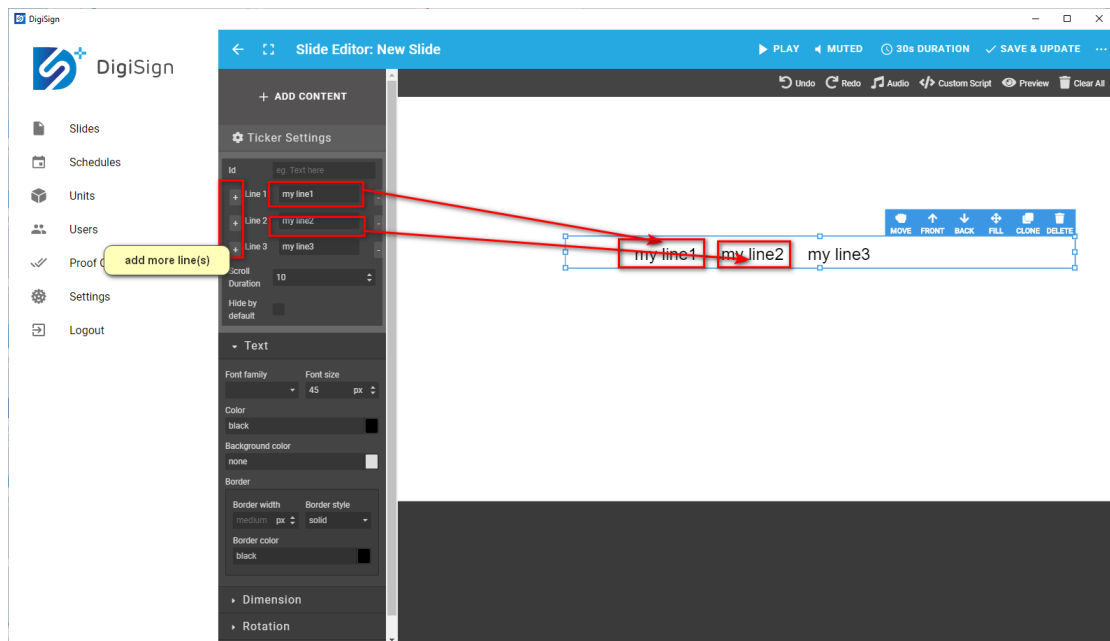 DigiSign
DigiSign
Slides
Schedules
Units
Users
Proof
Settings
Logout
add more line(s)
Slide Editor: New Slide
PLAY
MUTED
30s DURATION
SAVE & UPDATE
Undo
Redo
Audio
Custom Script
Preview
Clear All
+ ADD CONTENT
Ticker Settings
Id
eg. Text here
+ Line 1 my line1 -
+ Line 2 my line2 -
+ Line 3 my line3 -
Scroll Duration
10
Hide by default
Text
Font family
Font size
45 px
Color
black
Background color
none
Border
Border width
Border style
medium px
solid
Border color
black
Dimension
Rotation
MOVE
FRONT
BACK
FILL
CLONE
DELETE
my line1 my line2 my line3